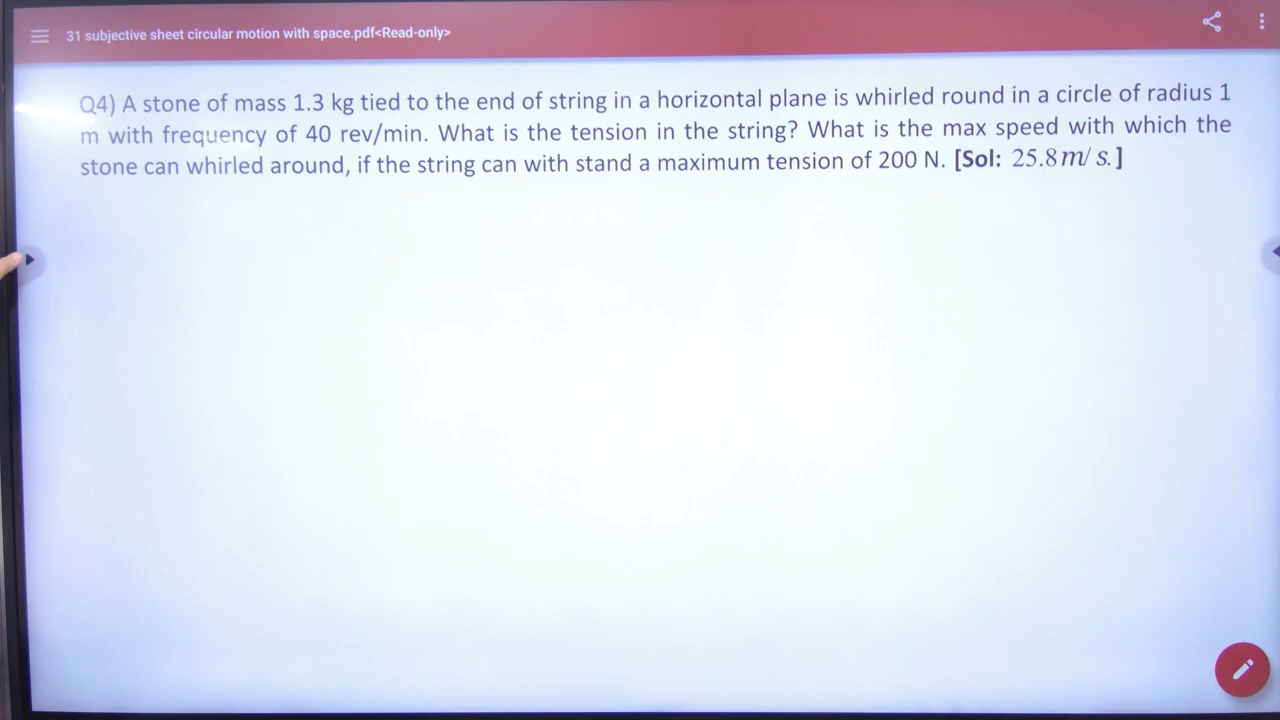 31 subjective sheet circular motion with space.pdf<Read-only>
Q4) A stone of mass 1.3 kg tied to the end of string in a horizontal plane is whirled round in a circle of radius 1
m with frequency of 40 rev/min. What is the tension in the string? What is the max speed with which the
stone can whirled around, if the string can with stand a maximum tension of 200 N. [Sol: 25.8m/s.]